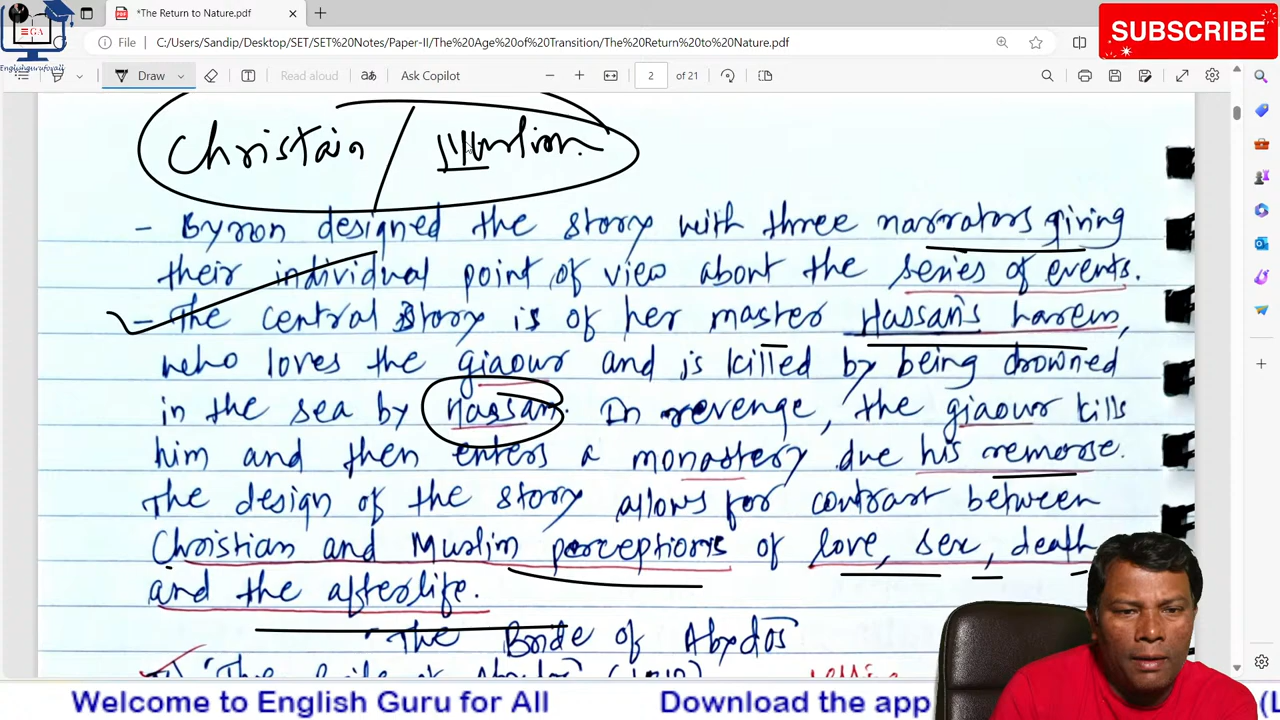 *The Return to Nature.pdf
File C:/Users/Sandip/Desktop/SET/SET%20Notes/Paper-II/The%20Age%20of%20Transition/The%20Return%20to%20Nature.pdf
SUBSCRIBE
EGA
Englishguruforall
Draw Read aloud Ask Copilot 2 of 21
Christain / Muslim
- Byron designed the story with three narrators giving
their individual point of view about the series of events.
- The central story is of her master Hassan's harem,
who loves the giaour and is killed by being drowned
in the sea by Hassan. In revenge, the giaour kills
him and then enters a monastery due his remorse.
The design of the story allows for contrast between
Christian and Muslim perceptions of love, sex, death
and the afterlife.
"The Bride of Abydos
Welcome to English Guru for All Download the app (L